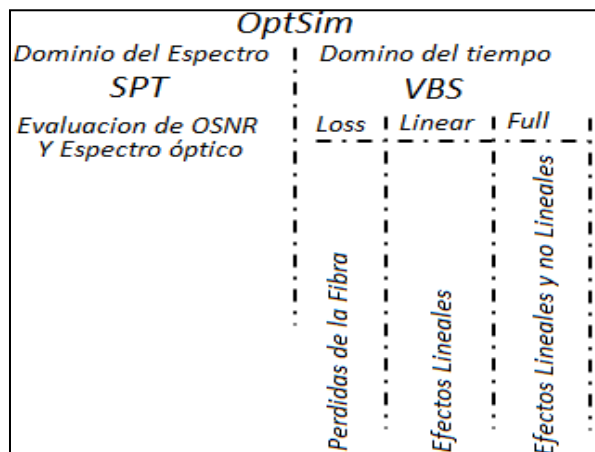 OptSim
Dominio del Espectro
Domino del tiempo
SPT
VBS
Evaluacion de OSNR
Y Espectro óptico
Loss
Linear
Full
Perdidas de la Fibra
Efectos Lineales
Efectos Lineales y no Lineales